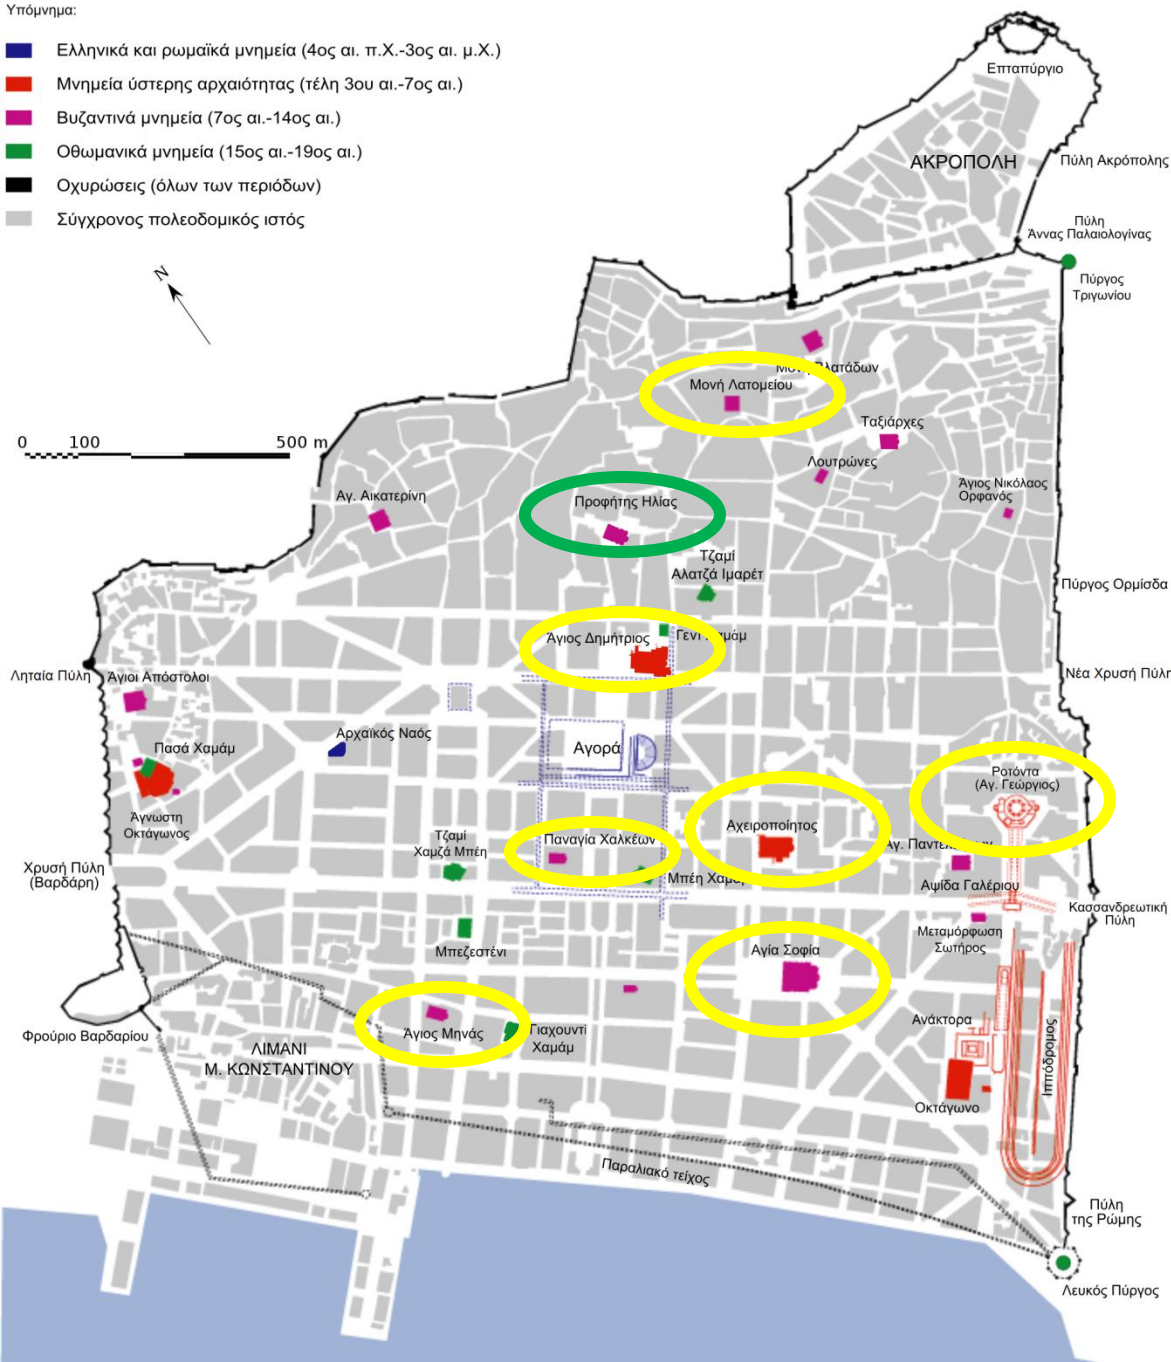 Υπόμνημα:
Ελληνικά και ρωμαϊκά μνημεία (4ος αι. π.Χ.-3ος αι. μ.Χ.)
Μνημεία ύστερης αρχαιότητας (τέλη 3ου αι.-7ος αι.)
Βυζαντινά μνημεία (7ος αι.-14ος αι.)
Οθωμανικά μνημεία (15ος αι.-19ος αι.)
Οχυρώσεις (όλων των περιόδων)
Σύγχρονος πολεοδομικός ιστός
N
0 100 500 m
Επταπύργιο
ΑΚΡΟΠΟΛΗ
Πύλη Ακρόπολης
Πύλη
Άννας Παλαιολογίνας
Πύργος
Τριγωνίου
Μονή Λατομείου
Ταξιάρχες
Λουτρώνες
Άγιος Νικόλαος
Ορφανός
Αγ. Αικατερίνη
Προφήτης Ηλίας
Τζαμί
Αλατζά Ιμαρέτ
Πύργος Ορμίσδα
Άγιος Δημήτριος
Γενί
Ληταία Πύλη
Άγιοι Απόστολοι
Νέα Χρυσή Πύλη
Αρχαϊκός Ναός
Αγορά
Πασά Χαμάμ
Άγνωστη
Οκτάγωνος
Ροτόντα
(Αγ. Γεώργιος)
Αχειροποίητος
Παναγία Χαλκέων
Τζαμί
Χαμζά Μπέη
Αγ.
Μπέη
Χρυσή Πύλη
(Βαρδάρη)
Αψίδα Γαλέριου
Κασσανδρεωτική
Πύλη
Μεταμόρφωση
Σωτήρος
Μπεζεστένι
Αγία Σοφία
Ανάκτορα
Ιππόδρομος
Άγιος Μηνάς
Γιαχουντί
Χαμάμ
Φρούριο Βαρδαρίου
ΛΙΜΑΝΙ
Μ. ΚΩΝΣΤΑΝΤΙΝΟΥ
Οκτάγωνο
Παραλιακό τείχος
Πύλη
της Ρώμης
Λευκός Πύργος